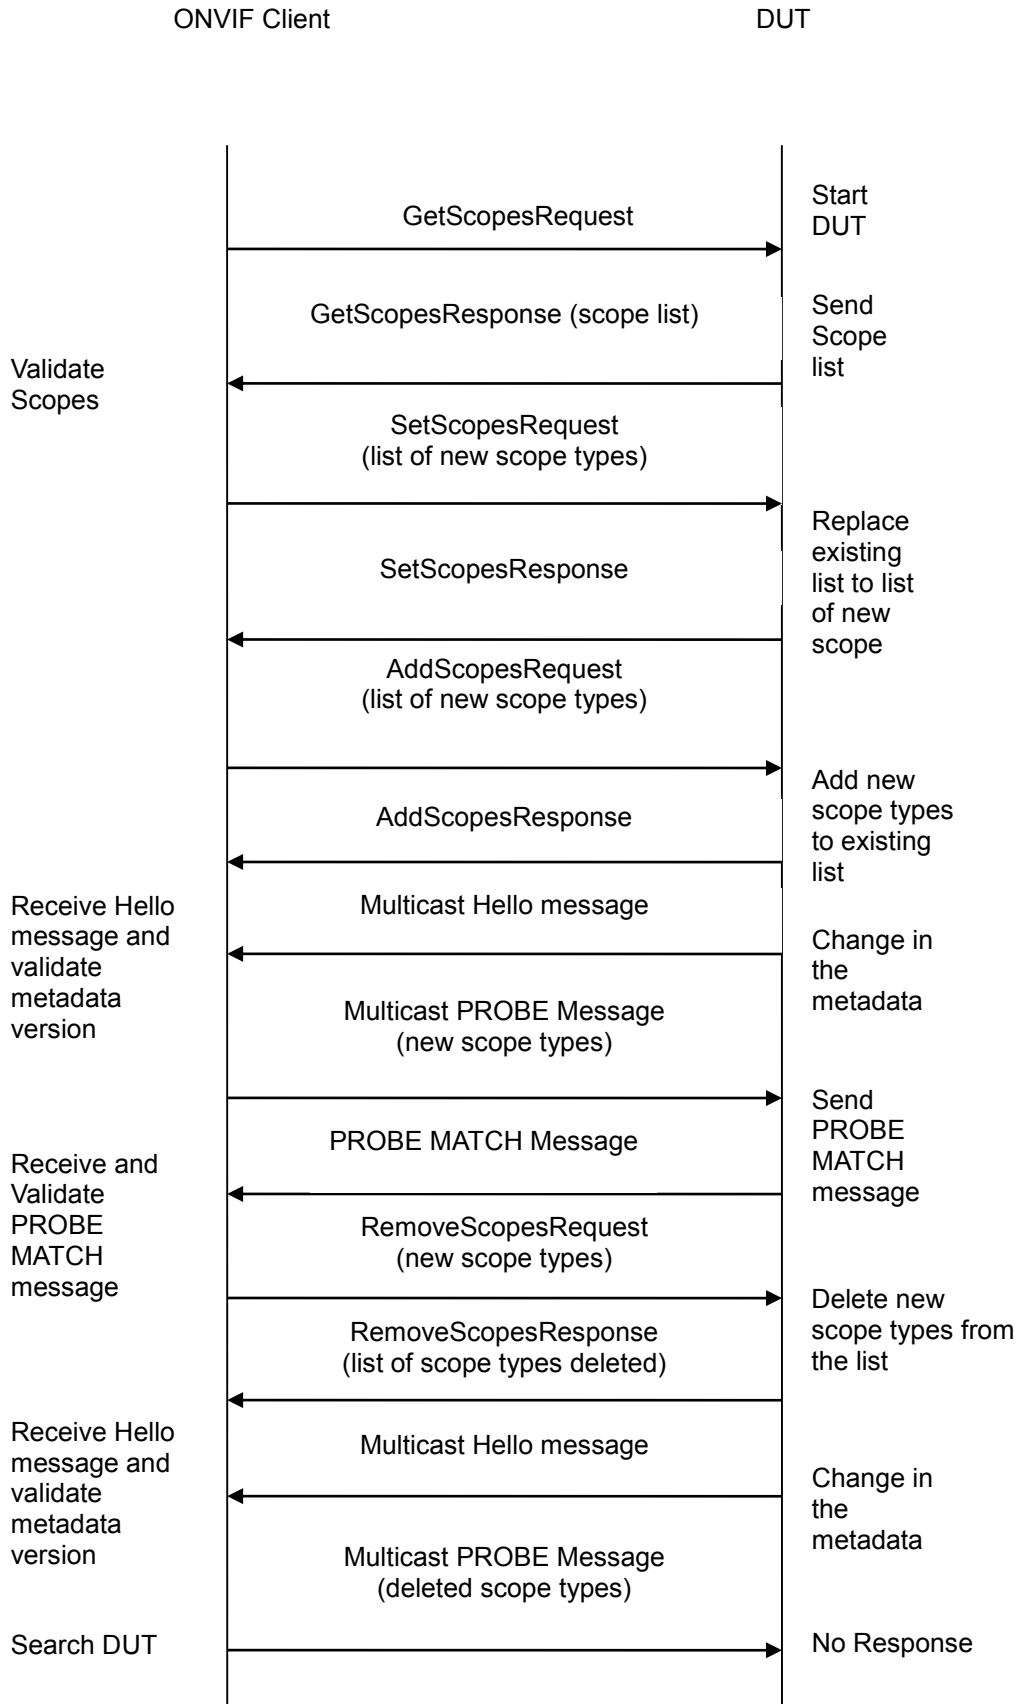 ONVIF Client
DUT
Start
DUT
GetScopesRequest
Send
Scope
list
GetScopesResponse (scope list)
Validate
Scopes
SetScopesRequest
(list of new scope types)
Replace
existing
list to list
of new
scope
SetScopesResponse
AddScopesRequest
(list of new scope types)
Add new
scope types
to existing
list
AddScopesResponse
Receive Hello
message and
validate
metadata
version
Multicast Hello message
Change in
the
metadata
Multicast PROBE Message
(new scope types)
Send
PROBE
MATCH
message
PROBE MATCH Message
Receive and
Validate
PROBE
MATCH
message
RemoveScopesRequest
(new scope types)
Delete new
scope types from
the list
RemoveScopesResponse
(list of scope types deleted)
Receive Hello
message and
validate
metadata
version
Multicast Hello message
Change in
the
metadata
Multicast PROBE Message
(deleted scope types)
Search DUT
No Response